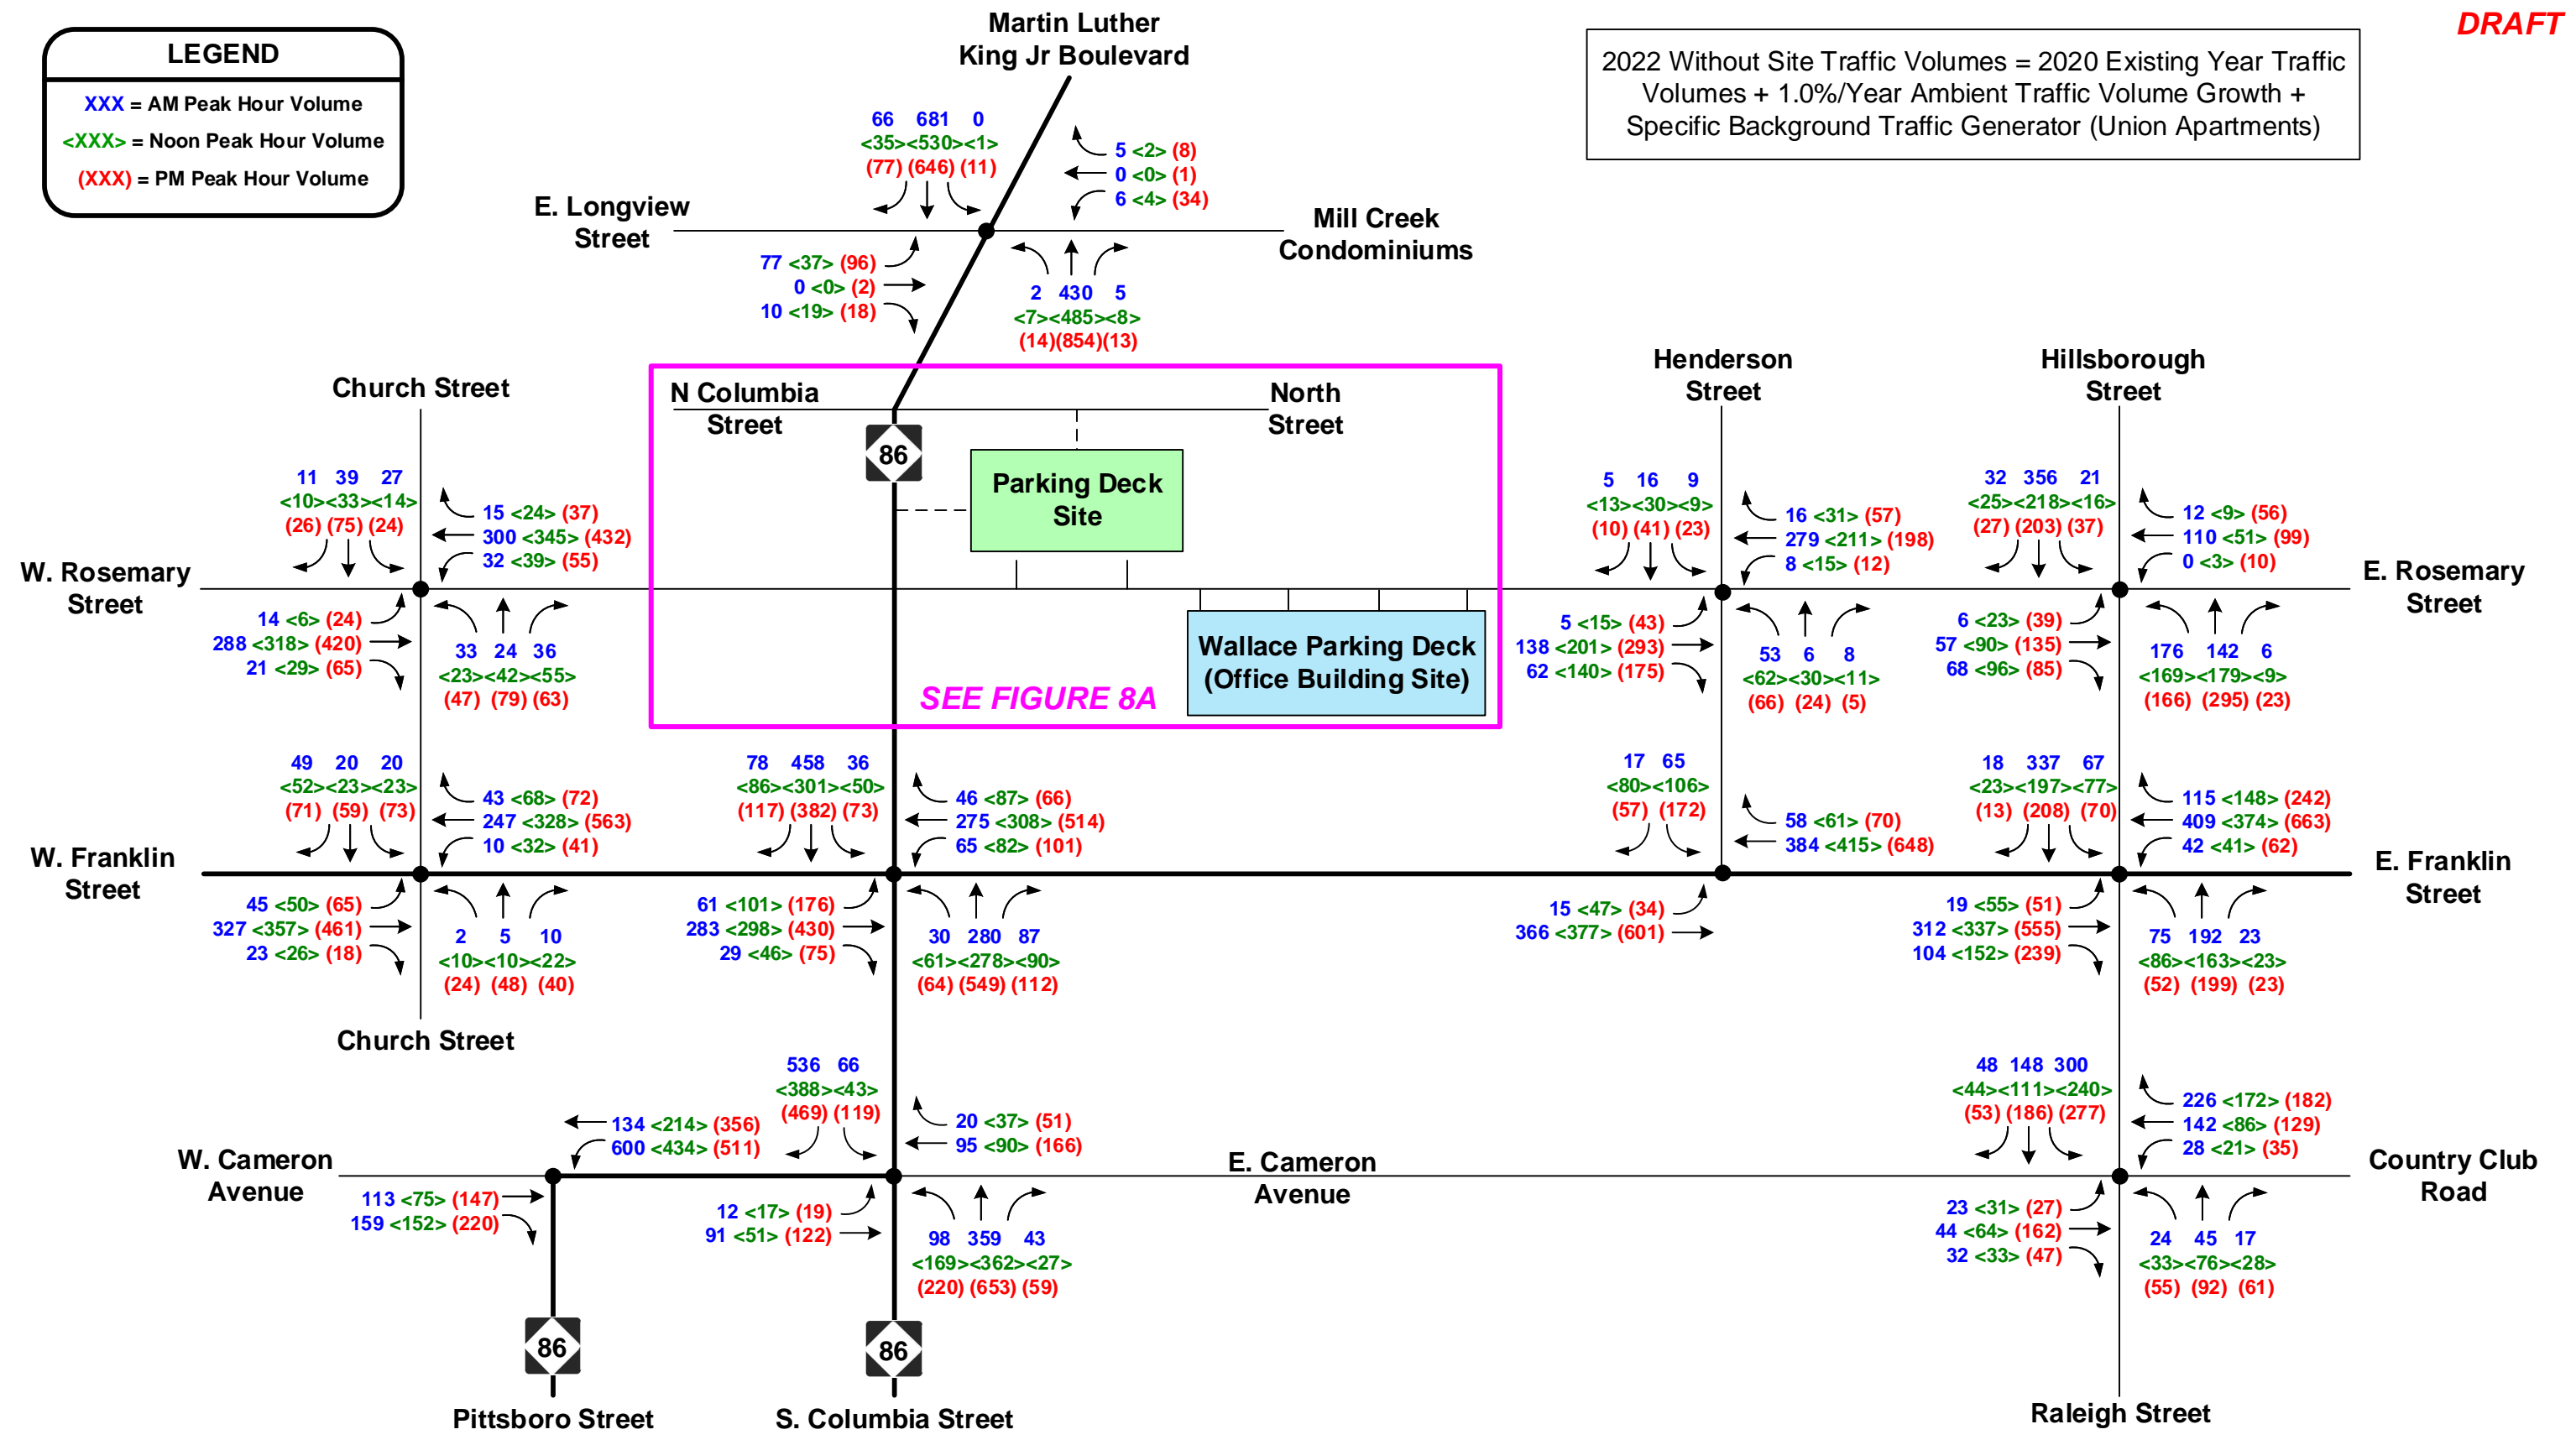 DRAFT
Martin Luther
King Jr Boulevard
LEGEND
XXX = AM Peak Hour Volume
<XXX> = Noon Peak Hour Volume
(XXX) = PM Peak Hour Volume
2022 Without Site Traffic Volumes = 2020 Existing Year Traffic
Volumes + 1.0%/Year Ambient Traffic Volume Growth +
Specific Background Traffic Generator (Union Apartments)
66 681 0
<35><530><1>
(77) (646) (11)
5 <2> (8)
0 <0> (1)
6 <4> (34)
E. Longview
Street
Mill Creek
Condominiums
77 <37> (96)
0 <0> (2)
10 <19> (18)
2 430 5
<7><485><8>
(14)(854)(13)
Church Street
N Columbia
Street
North
Street
Henderson
Street
Hillsborough
Street
86
Parking Deck
Site
11 39 27
<10><33><14>
(26) (75) (24)
15 <24> (37)
300 <345> (432)
32 <39> (55)
5 16 9
<13><30><9>
(10) (41) (23)
16 <31> (57)
279 <211> (198)
8 <15> (12)
32 356 21
<25><218><16>
(27) (203) (37)
12 <9> (56)
110 <51> (99)
0 <3> (10)
W. Rosemary
Street
E. Rosemary
Street
14 <6> (24)
288 <318> (420)
21 <29> (65)
33 24 36
<23><42><55>
(47) (79) (63)
Wallace Parking Deck
(Office Building Site)
SEE FIGURE 8A
5 <15> (43)
138 <201> (293)
62 <140> (175)
53 6 8
<62><30><11>
(66) (24) (5)
6 <23> (39)
57 <90> (135)
68 <96> (85)
176 142 6
<169><179><9>
(166) (295) (23)
49 20 20
<52><23><23>
(71) (59) (73)
43 <68> (72)
247 <328> (563)
10 <32> (41)
78 458 36
<86><301><50>
(117) (382) (73)
46 <87> (66)
275 <308> (514)
65 <82> (101)
17 65
<80><106>
(57) (172)
58 <61> (70)
384 <415> (648)
18 337 67
<23><197><77>
(13) (208) (70)
115 <148> (242)
409 <374> (663)
42 <41> (62)
W. Franklin
Street
E. Franklin
Street
45 <50> (65)
327 <357> (461)
23 <26> (18)
2 5 10
<10><10><22>
(24) (48) (40)
61 <101> (176)
283 <298> (430)
29 <46> (75)
30 280 87
<61><278><90>
(64) (549) (112)
15 <47> (34)
366 <377> (601)
19 <55> (51)
312 <337> (555)
104 <152> (239)
75 192 23
<86><163><23>
(52) (199) (23)
Church Street
134 <214> (356)
600 <434> (511)
536 66
<388><43>
(469) (119)
20 <37> (51)
95 <90> (166)
48 148 300
<44><111><240>
(53) (186) (277)
226 <172> (182)
142 <86> (129)
28 <21> (35)
W. Cameron
Avenue
E. Cameron
Avenue
Country Club
Road
113 <75> (147)
159 <152> (220)
12 <17> (19)
91 <51> (122)
98 359 43
<169><362><27>
(220) (653) (59)
23 <31> (27)
44 <64> (162)
32 <33> (47)
24 45 17
<33><76><28>
(55) (92) (61)
86
86
Pittsboro Street
S. Columbia Street
Raleigh Street